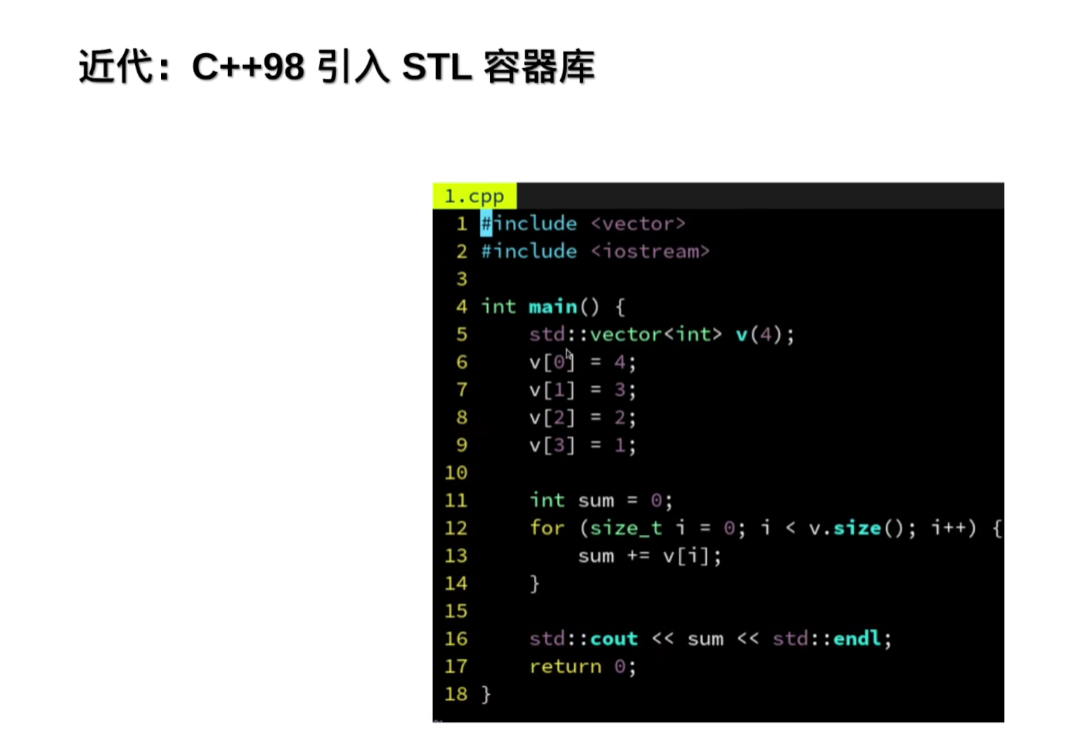 近代：C++98 引入 STL 容器库
1.cpp
1 #include <vector>
2 #include <iostream>
3
4 int main() {
5     std::vector<int> v(4);
6     v[0] = 4;
7     v[1] = 3;
8     v[2] = 2;
9     v[3] = 1;
10
11     int sum = 0;
12     for (size_t i = 0; i < v.size(); i++) {
13         sum += v[i];
14     }
15
16     std::cout << sum << std::endl;
17     return 0;
18 }